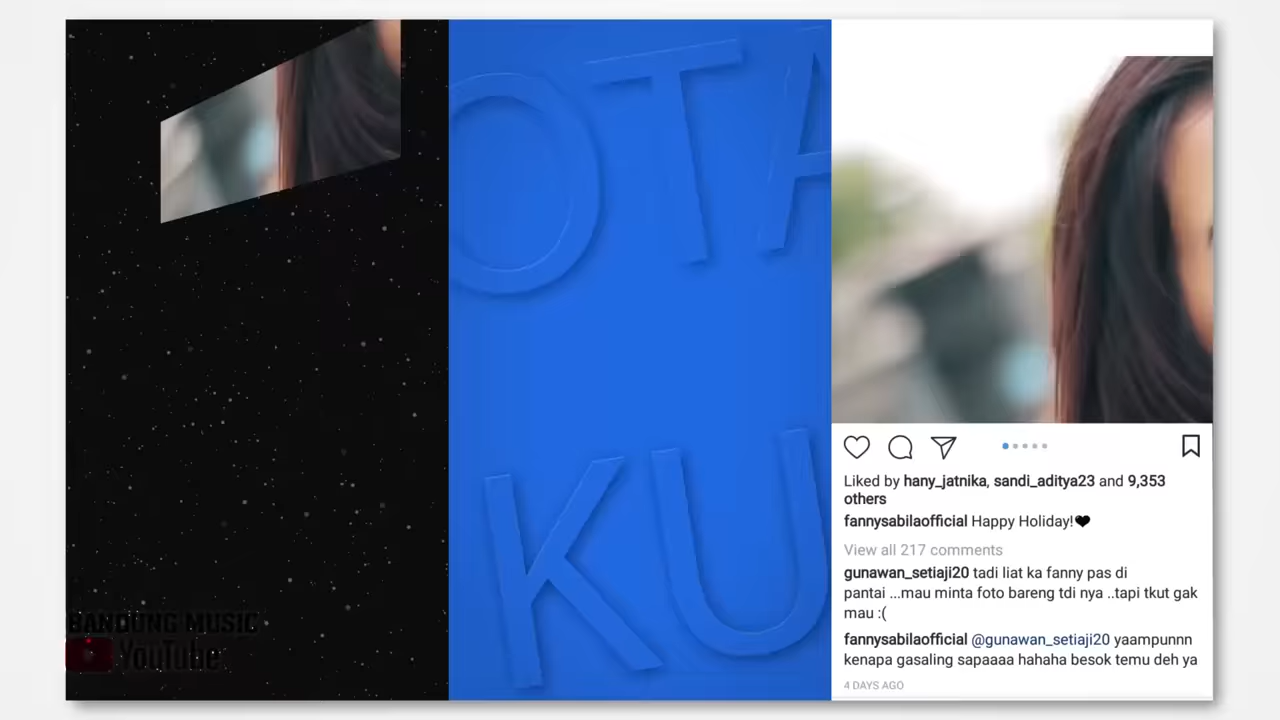 BANDUNG MUSIC
YouTube
OTA
KU
Liked by hany_jatnika, sandi_aditya23 and 9,353
others
fannysabilaofficial Happy Holiday!🖤
View all 217 comments
gunawan_setiaji20 tadi liat ka fanny pas di
pantai ...mau minta foto bareng tdi nya ..tapi tkut gak
mau :(
fannysabilaofficial @gunawan_setiaji20 yaampunnn
kenapa gasaling sapaaaa hahaha besok temu deh ya
4 DAYS AGO